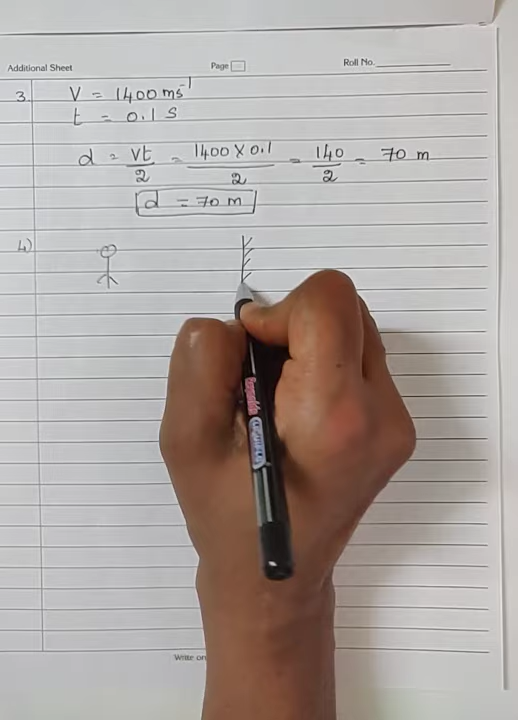 Additional Sheet Page Roll No.
3. V = 1400 ms⁻¹
t = 0.1 s
d = Vt/2 = 1400 X 0.1/2 = 140/2 = 70 m
d = 70 m
4)
Write on